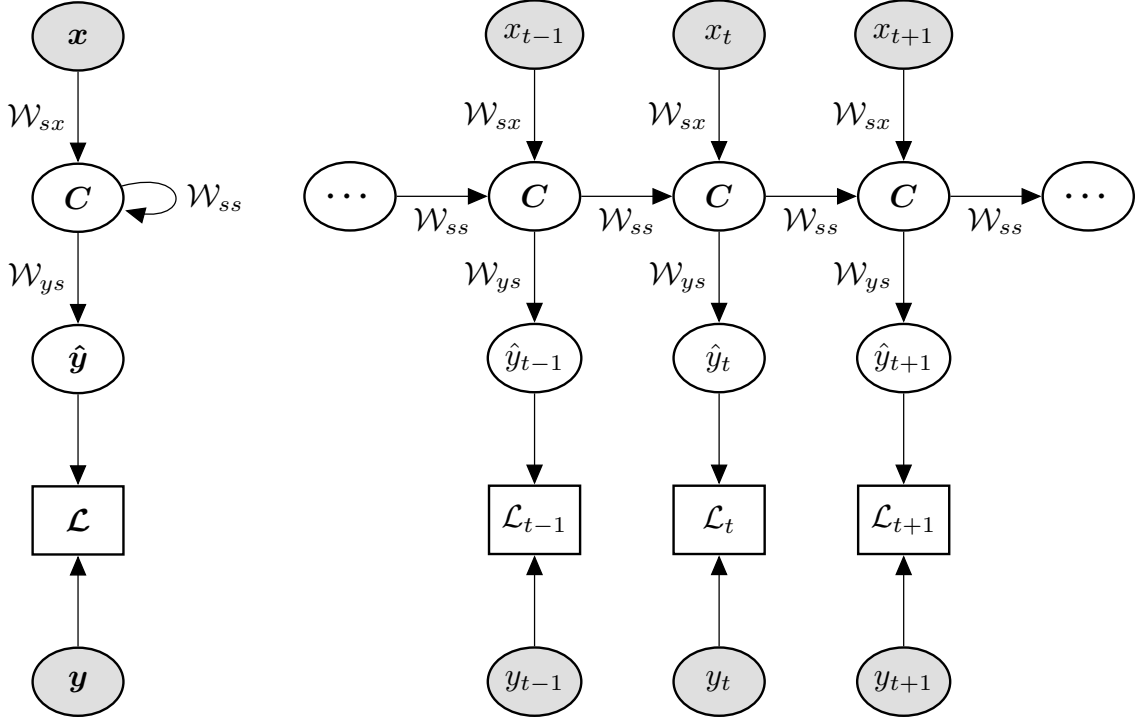 x x_{t−1} x_t x_{t+1}
𝒲_{sx} 𝒲_{sx} 𝒲_{sx} 𝒲_{sx}
C 𝒲_{ss} ··· C C C ···
𝒲_{ss} 𝒲_{ss} 𝒲_{ss} 𝒲_{ss}
𝒲_{ys} 𝒲_{ys} 𝒲_{ys} 𝒲_{ys}
ŷ ŷ_{t−1} ŷ_t ŷ_{t+1}
ℒ ℒ_{t−1} ℒ_t ℒ_{t+1}
y y_{t−1} y_t y_{t+1}